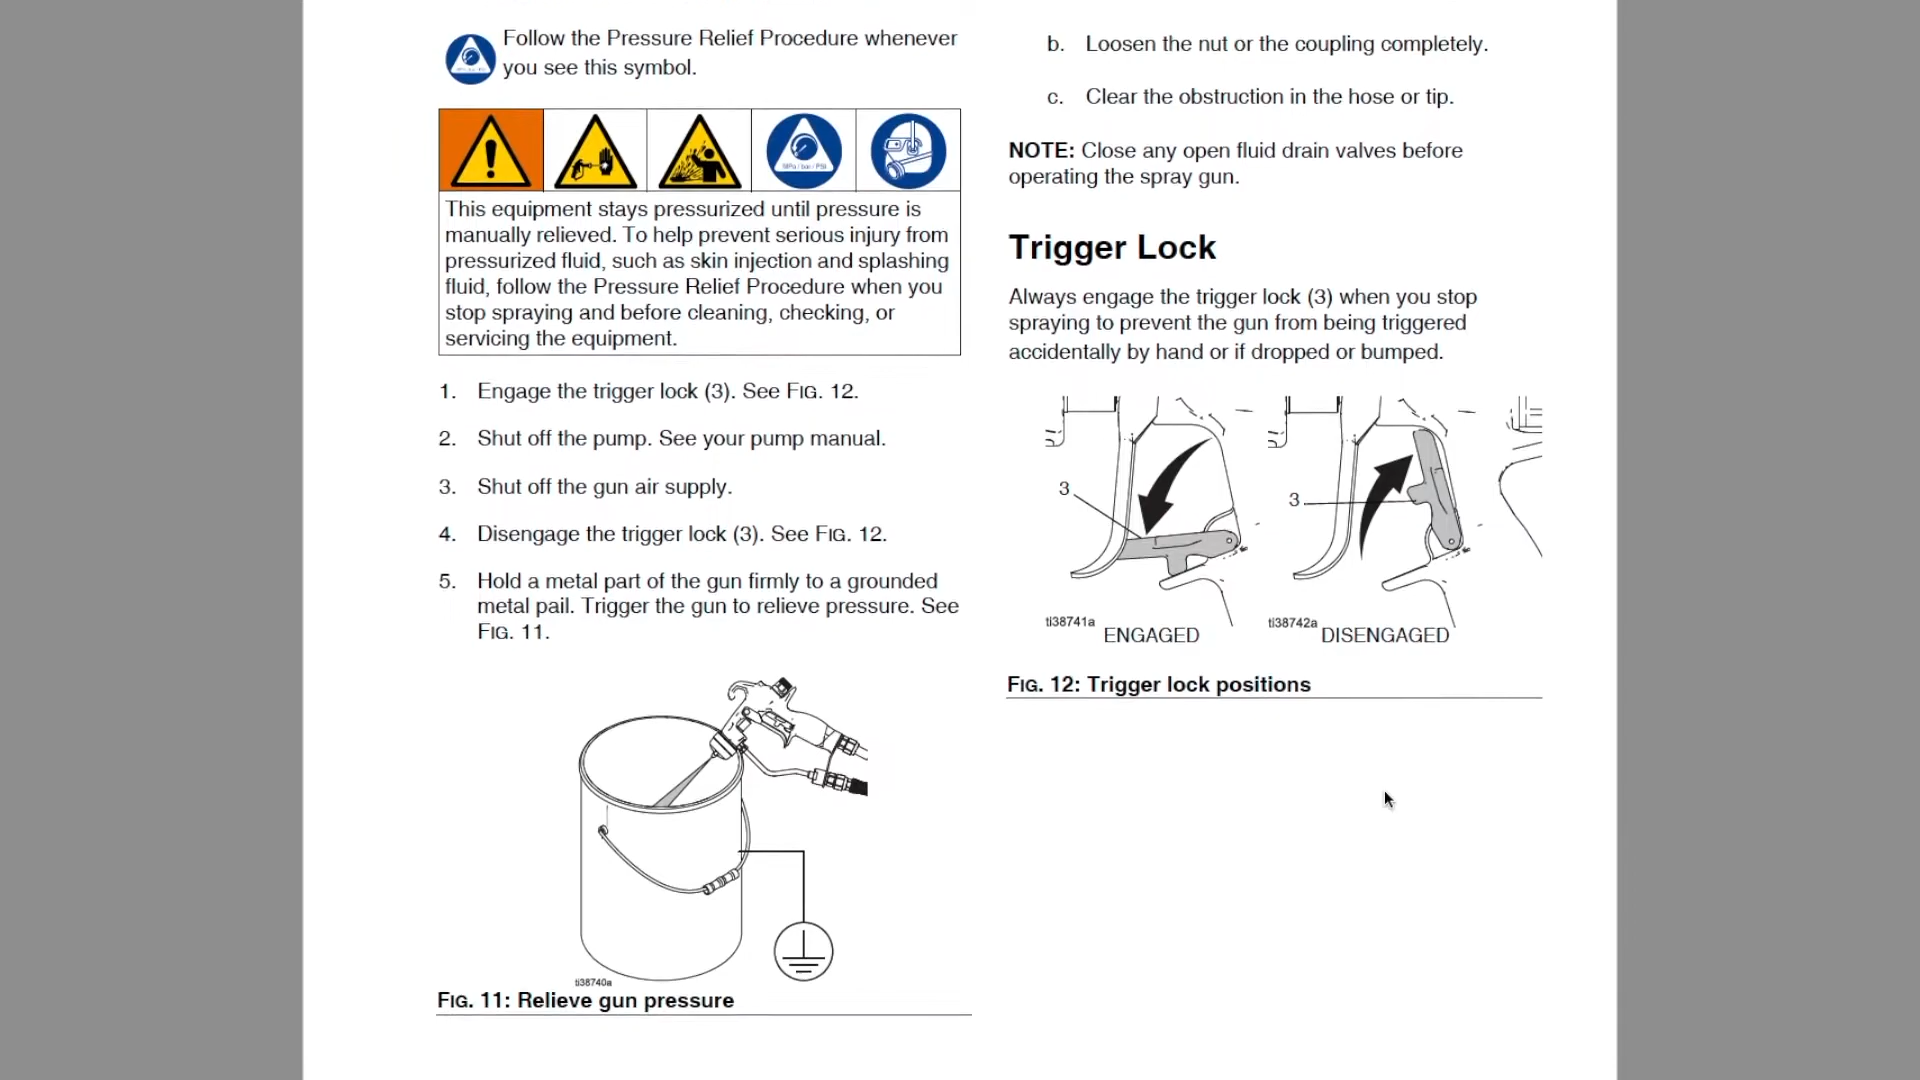 Follow the Pressure Relief Procedure whenever
you see this symbol.
MPa / bar / PSI
This equipment stays pressurized until pressure is
manually relieved. To help prevent serious injury from
pressurized fluid, such as skin injection and splashing
fluid, follow the Pressure Relief Procedure when you
stop spraying and before cleaning, checking, or
servicing the equipment.
1. Engage the trigger lock (3). See FIG. 12.
2. Shut off the pump. See your pump manual.
3. Shut off the gun air supply.
4. Disengage the trigger lock (3). See FIG. 12.
5. Hold a metal part of the gun firmly to a grounded
metal pail. Trigger the gun to relieve pressure. See
FIG. 11.
ti38740a
FIG. 11: Relieve gun pressure
b. Loosen the nut or the coupling completely.
c. Clear the obstruction in the hose or tip.
NOTE: Close any open fluid drain valves before
operating the spray gun.
Trigger Lock
Always engage the trigger lock (3) when you stop
spraying to prevent the gun from being triggered
accidentally by hand or if dropped or bumped.
3
3
ti38741a
ENGAGED
ti38742a
DISENGAGED
FIG. 12: Trigger lock positions